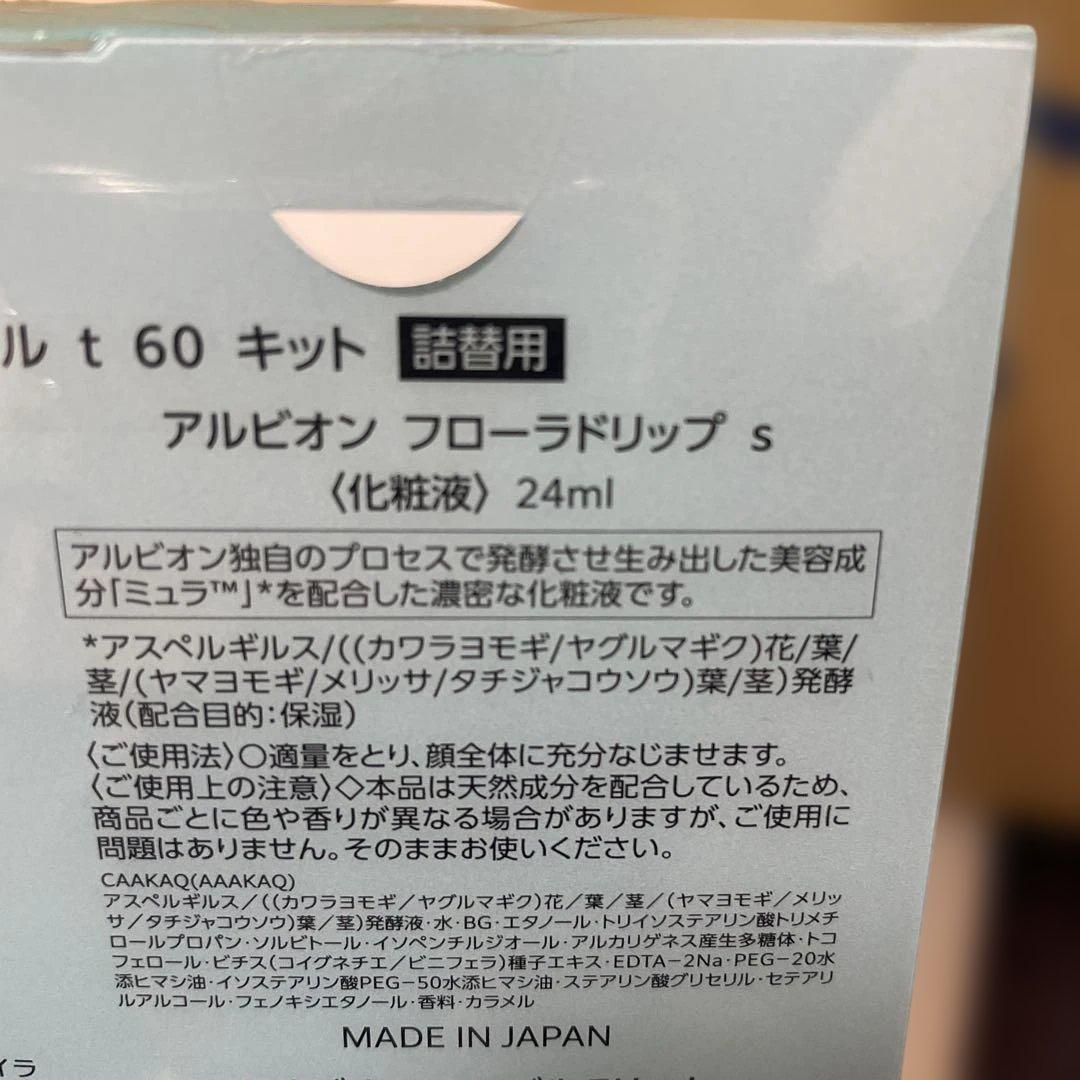 ル t 60 キット 詰替用
アルビオン フローラドリップ s
〈化粧液〉 24ml
アルビオン独自のプロセスで発酵させ生み出した美容成
分「ミュラ™」*を配合した濃密な化粧液です。
*アスペルギルス/((カワラヨモギ/ヤグルマギク)花/葉/
茎/(ヤマヨモギ/メリッサ/タチジャコウソウ)葉/茎)発酵
液(配合目的:保湿)
〈ご使用法〉○適量をとり、顔全体に充分なじませます。
〈ご使用上の注意〉◇本品は天然成分を配合しているため、
商品ごとに色や香りが異なる場合がありますが、ご使用に
問題はありません。そのままお使いください。
CAAKAQ(AAAKAQ)
アスペルギルス/((カワラヨモギ/ヤグルマギク)花/葉/茎/(ヤマヨモギ/メリッ
サ/タチジャコウソウ)葉/茎)発酵液・水・BG・エタノール・トリイソステアリン酸トリメチ
ロールプロパン・ソルビトール・イソペンチルジオール・アルカリゲネス産生多糖体・トコ
フェロール・ビチス(コイグネチエ/ビニフェラ)種子エキス・EDTA-2Na・PEG-20水
添ヒマシ油・イソステアリン酸PEG-50水添ヒマシ油・ステアリン酸グリセリル・セテアリ
ルアルコール・フェノキシエタノール・香料・カラメル
MADE IN JAPAN
イラ